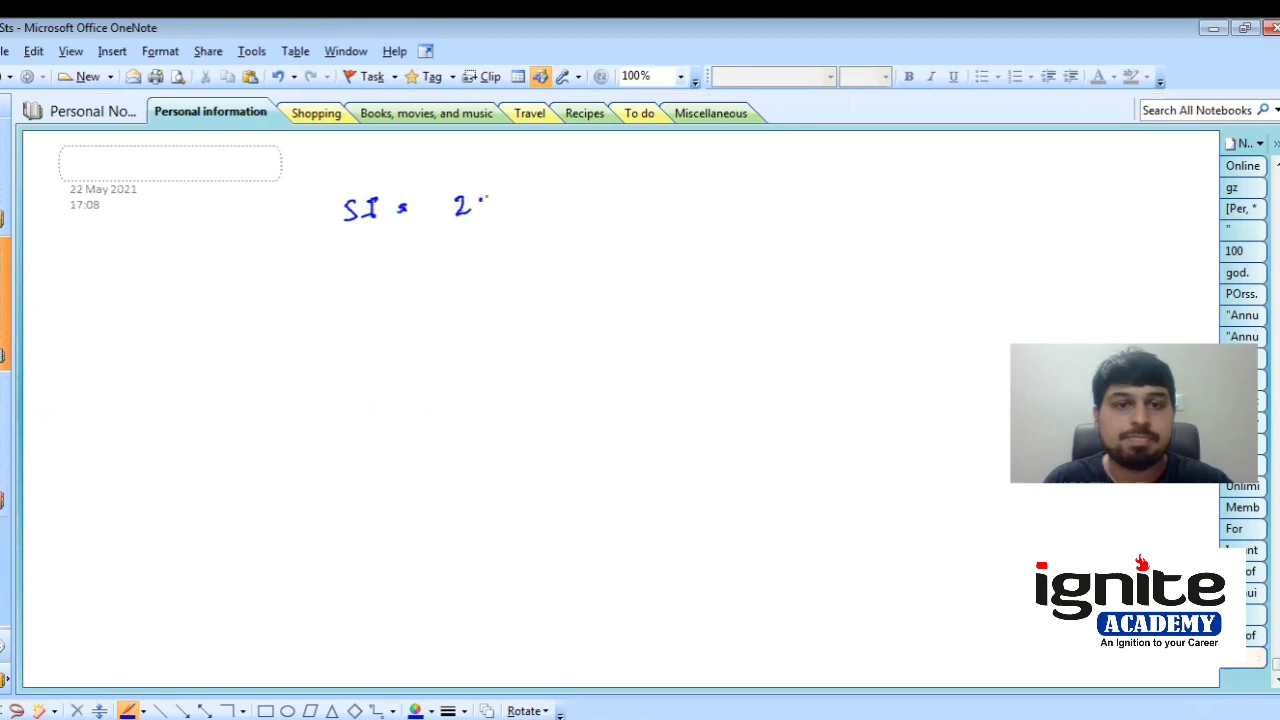 Sts - Microsoft Office OneNote
le Edit View Insert Format Share Tools Table Window Help
New Task Tag Clip 100%
Personal No... Personal information Shopping Books, movies, and music Travel Recipes To do Miscellaneous Search All Notebooks
N..
22 May 2021
17:08
SI = 2
Online
gz
[Per, *
"
100
god.
POrss.
"Annu
"Annu
Unlimi
Memb
For
of
of
ignite
ACADEMY
An Ignition to your Career
Rotate